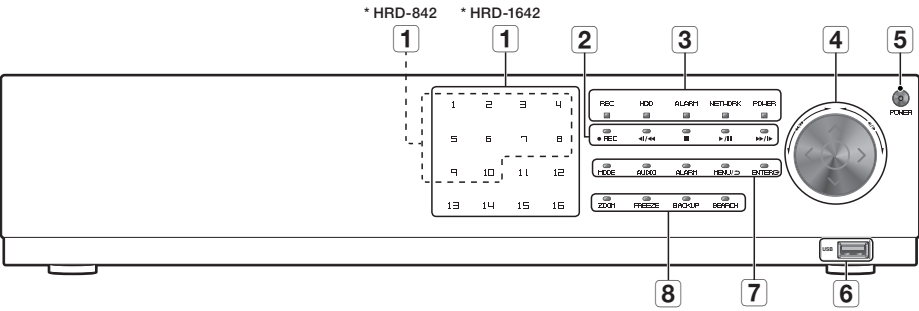 * HRD-842 * HRD-1642
1 1 2 3 4 5
REC HDD ALARM NETWORK POWER
POWER
1 2 3 4
● REC ◀I/◀◀ ■ ▶/II ▶▶/I▶
5 6 7 8
MODE AUDIO ALARM MENU/⮌ ENTER
9 10 11 12
13 14 15 16
ZOOM FREEZE BACKUP SEARCH
USB
8 7 6